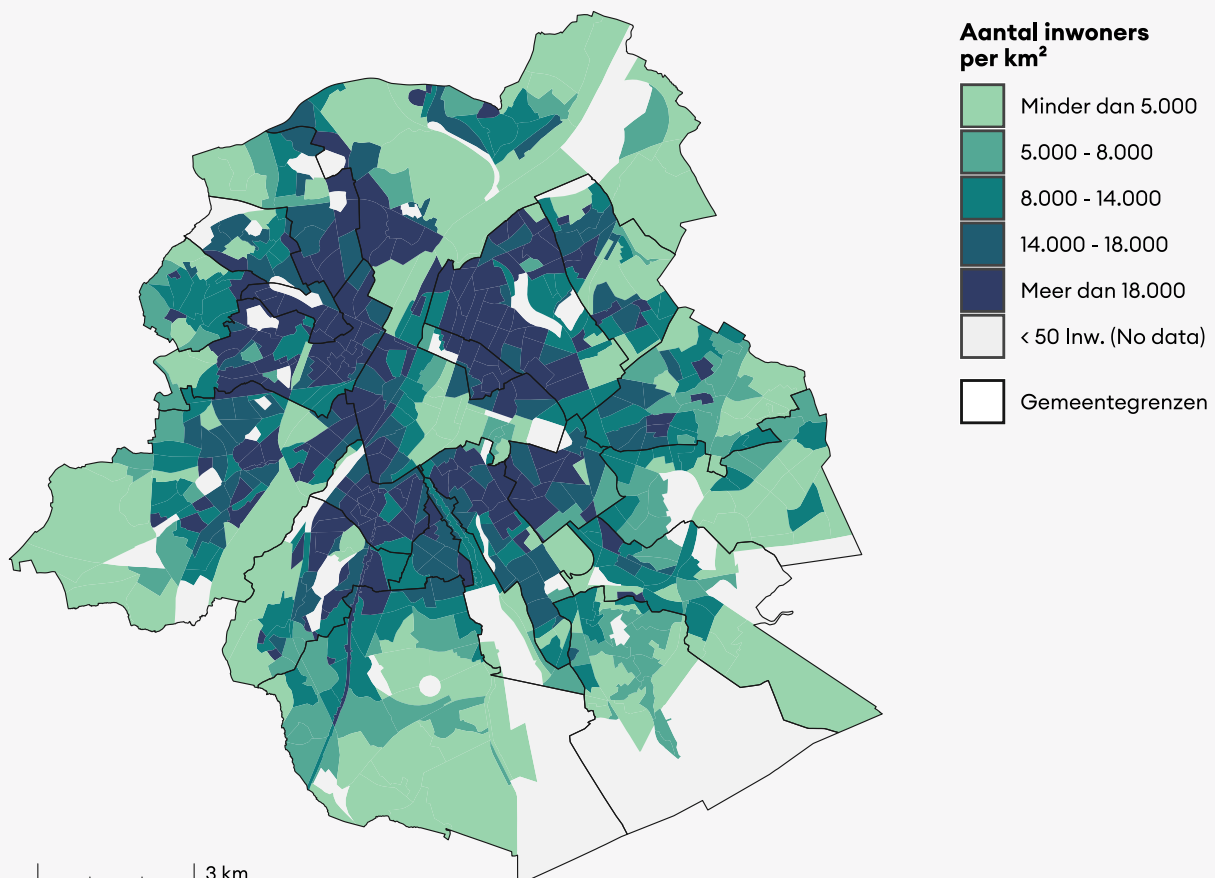 Aantal inwoners
per km²
Minder dan 5.000
5.000 - 8.000
8.000 - 14.000
14.000 - 18.000
Meer dan 18.000
< 50 Inw. (No data)
Gemeentegrenzen
3 km